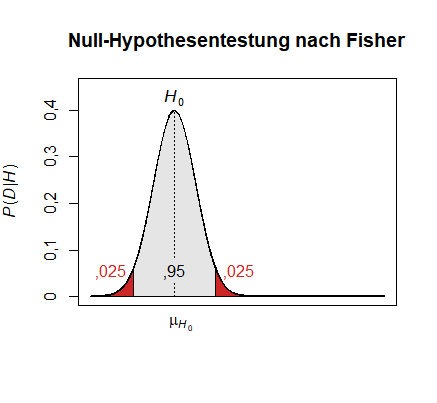 Null-Hypothesentestung nach Fisher
H0
P(D|H)
0,4
0,3
0,2
0,1
0
,025
,95
,025
μH0